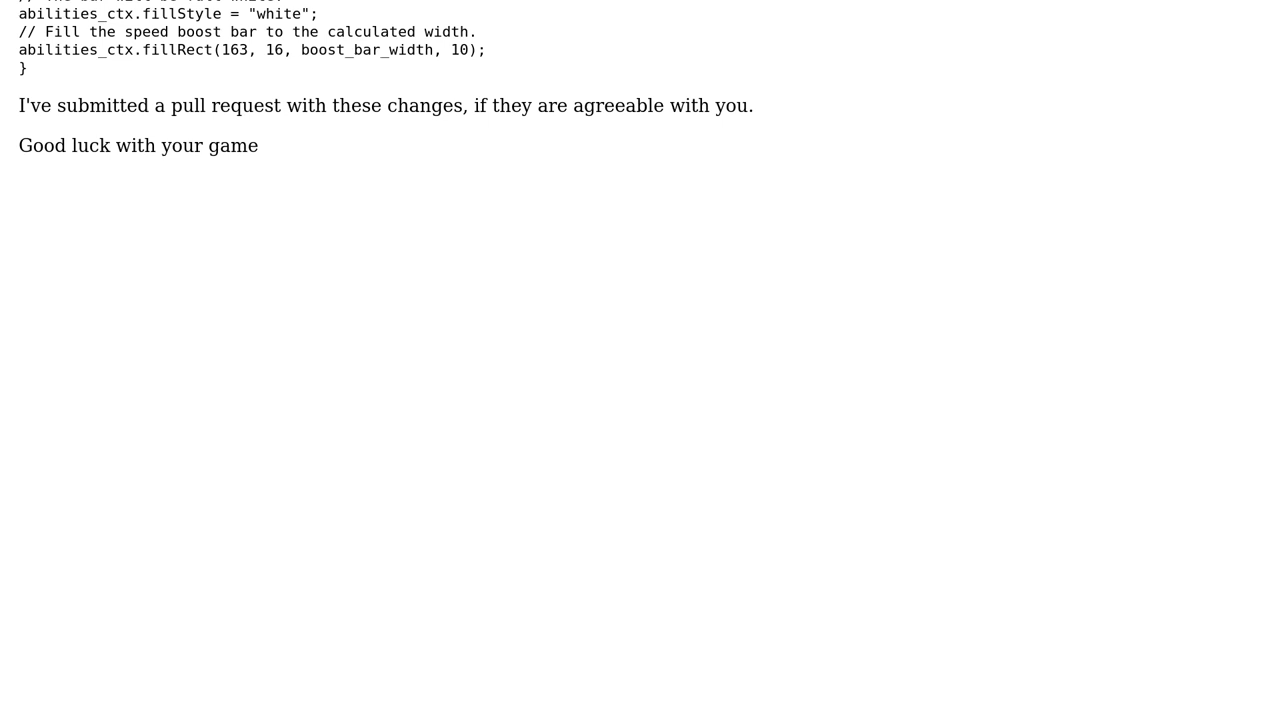 abilities_ctx.fillStyle = "white";
// Fill the speed boost bar to the calculated width.
abilities_ctx.fillRect(163, 16, boost_bar_width, 10);
}
I've submitted a pull request with these changes, if they are agreeable with you.
Good luck with your game